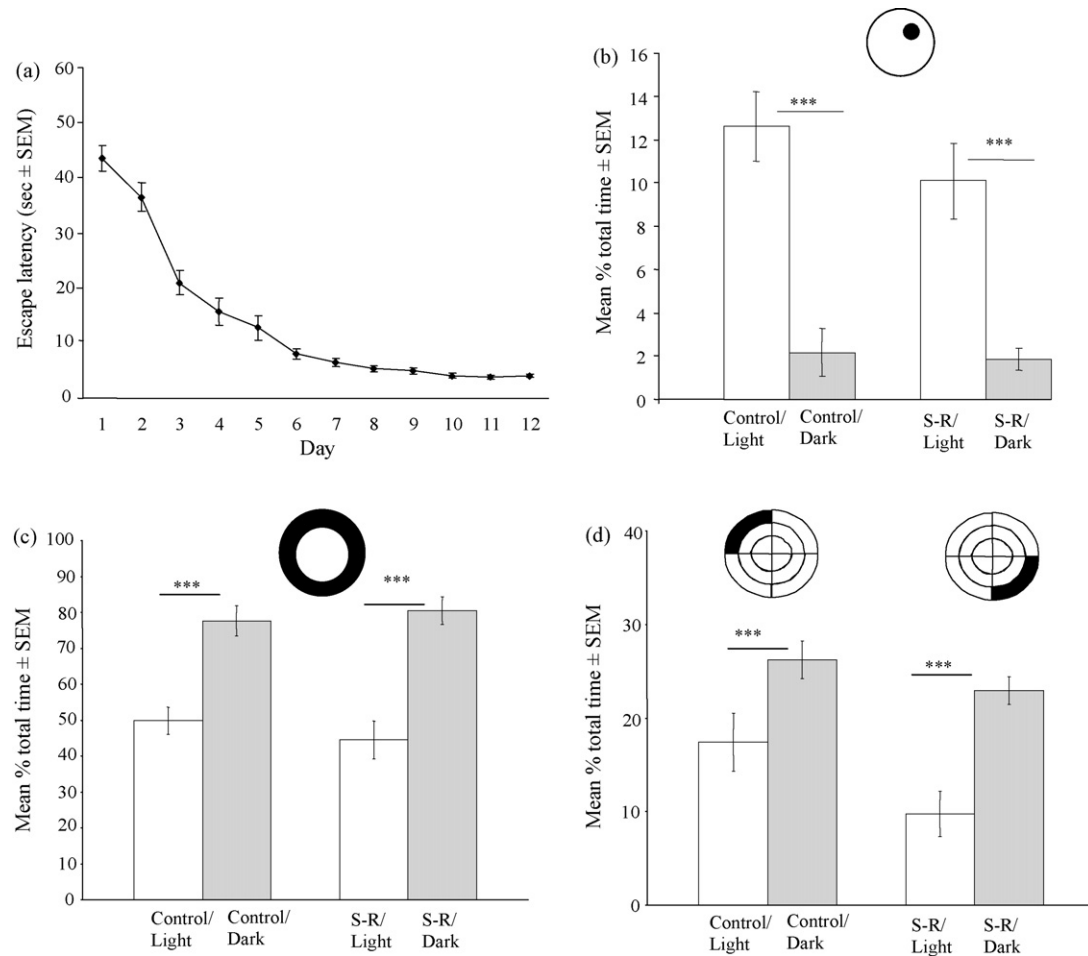 (a)
Escape latency (sec ± SEM)
60
50
40
30
20
10
0
1 2 3 4 5 6 7 8 9 10 11 12
Day
(b)
Mean % total time ± SEM
16
14
12
10
8
6
4
2
0
***
***
Control/
Light
Control/
Dark
S-R/
Light
S-R/
Dark
(c)
Mean % total time ± SEM
100
90
80
70
60
50
40
30
20
10
0
***
***
Control/
Light
Control/
Dark
S-R/
Light
S-R/
Dark
(d)
Mean % total time ± SEM
40
30
20
10
0
***
***
Control/
Light
Control/
Dark
S-R/
Light
S-R/
Dark